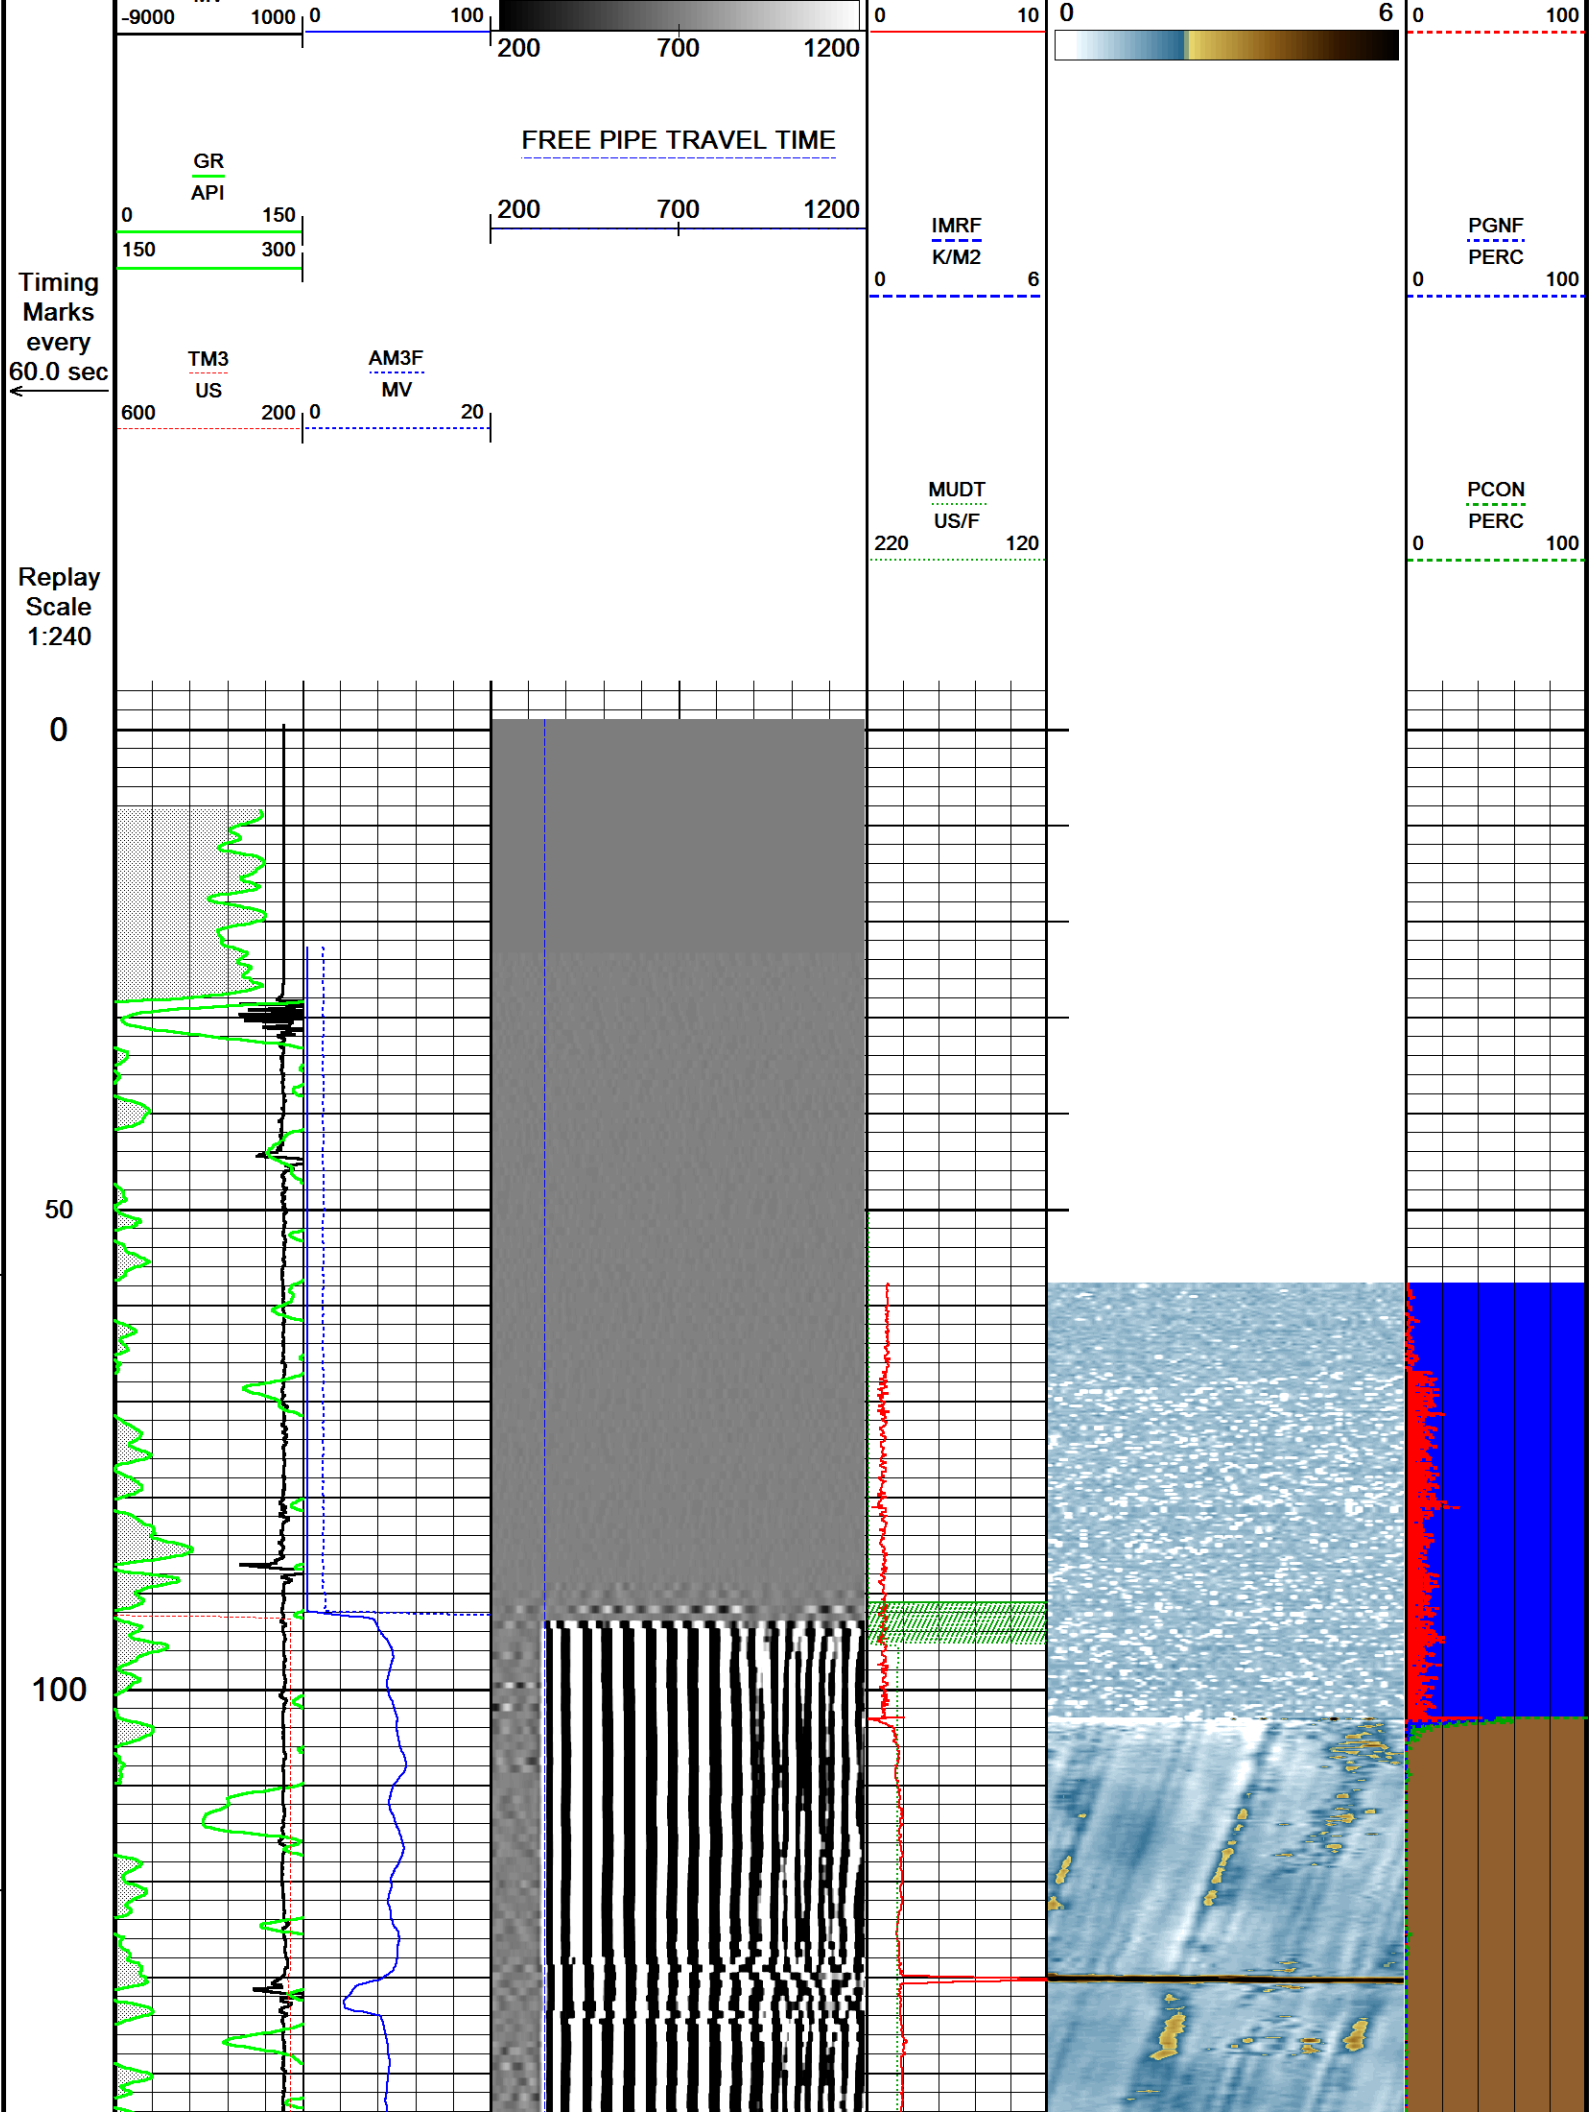 -9000 1000 0 100
200 700 1200
0 10
0 6
0 100
FREE PIPE TRAVEL TIME
200 700 1200
GR
API
0 150
150 300
Timing
Marks
every
60.0 sec
TM3
US
600 200
AM3F
MV
0 20
IMRF
K/M2
0 6
PGNF
PERC
0 100
MUDT
US/F
220 120
PCON
PERC
0 100
Replay
Scale
1:240
0
50
100